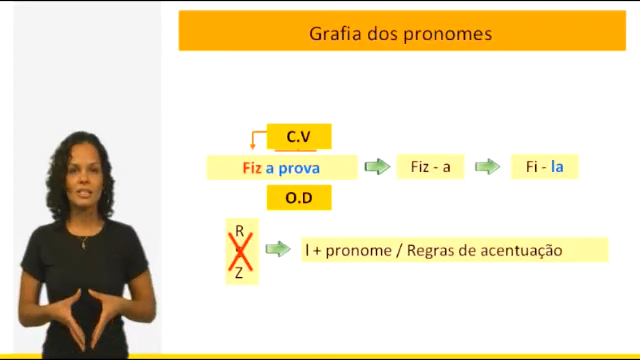 Grafia dos pronomes
C.V
Fiz a prova
Fiz - a
Fi - la
O.D
R
Z
l + pronome / Regras de acentuação